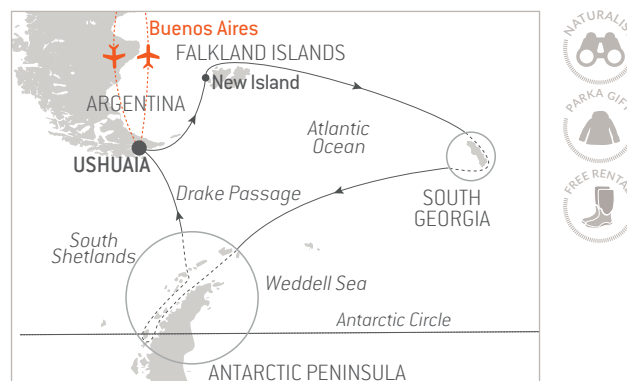 Buenos Aires
FALKLAND ISLANDS
New Island
ARGENTINA
Atlantic
Ocean
USHUAIA
Drake Passage
SOUTH
GEORGIA
South
Shetlands
Weddell Sea
Antarctic Circle
ANTARCTIC PENINSULA
NATURALIS
PARKA GIFT
FREE RENTA